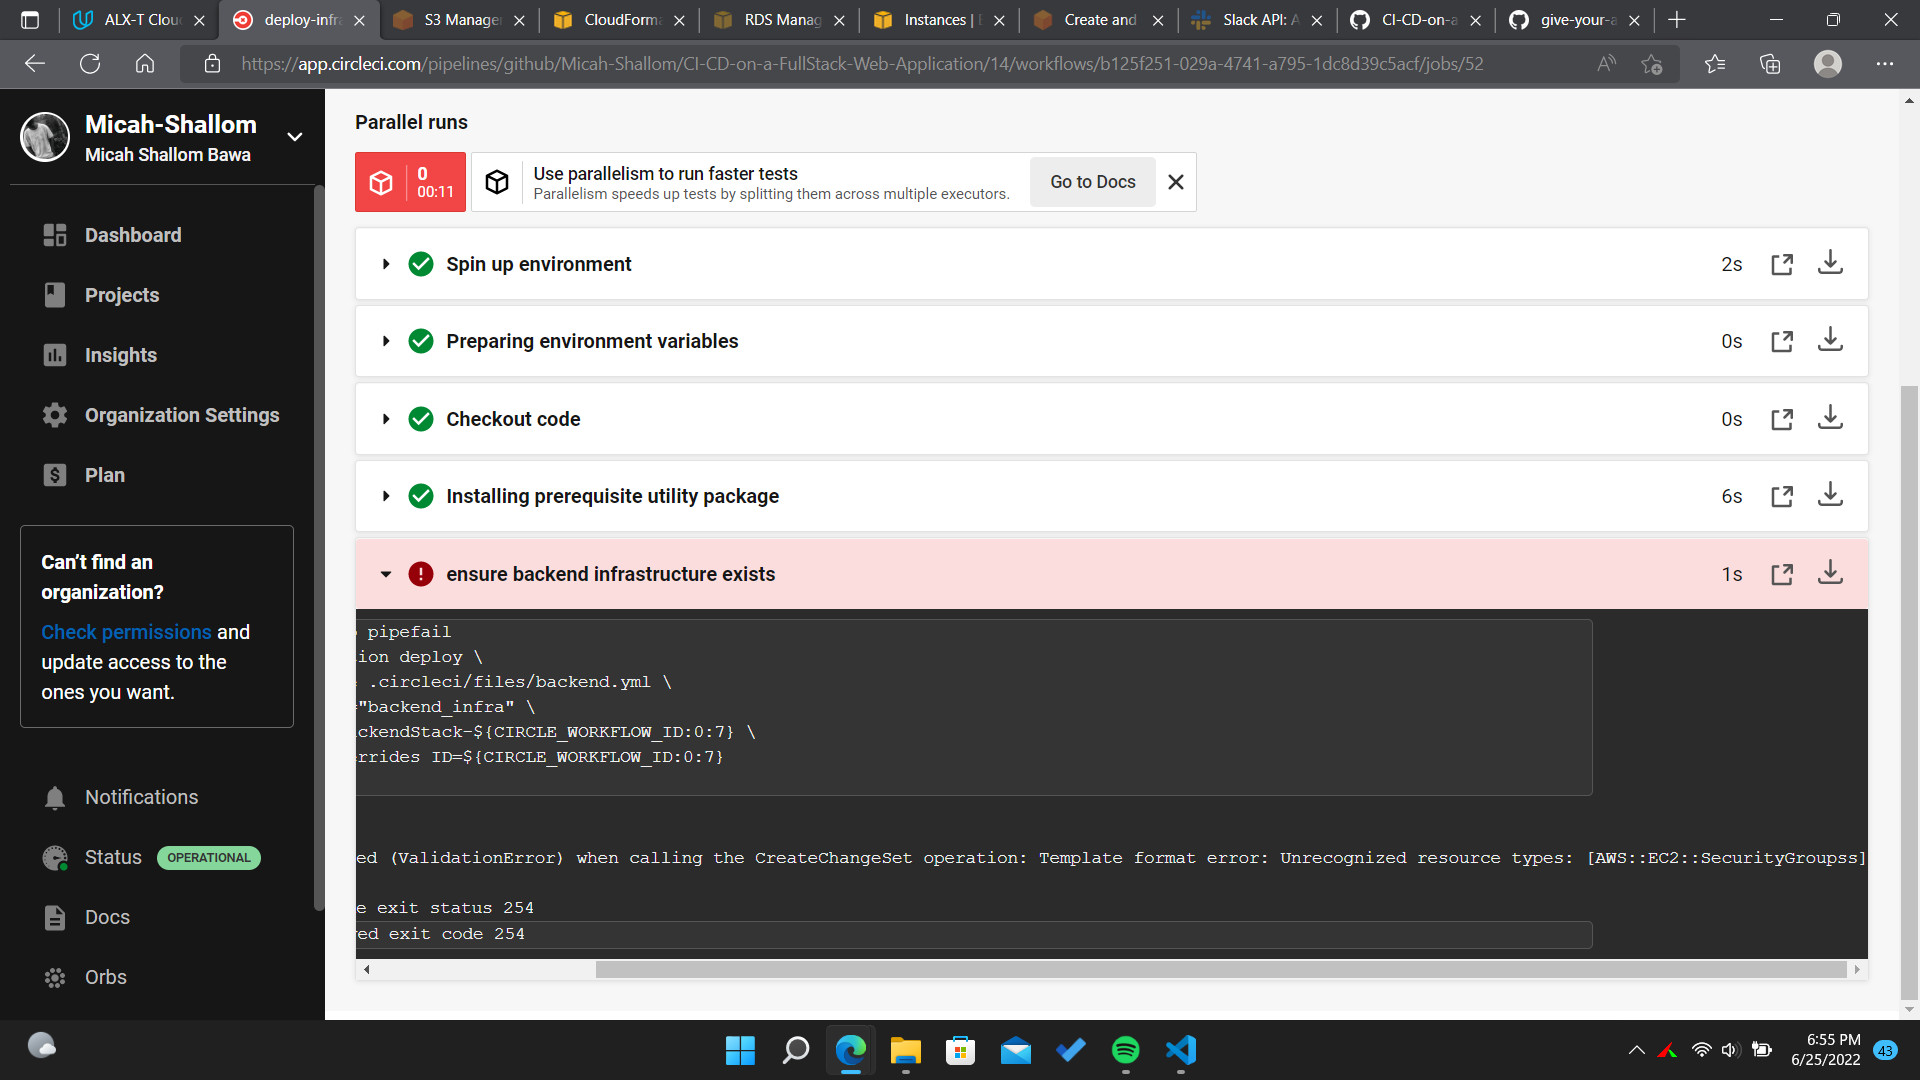 ALX-T Clou
deploy-infra
S3 Manage
CloudForma
RDS Manag
Instances | E
Create and
Slack API: A
CI-CD-on-a
give-your-a
https://app.circleci.com/pipelines/github/Micah-Shallom/CI-CD-on-a-FullStack-Web-Application/14/workflows/b125f251-029a-4741-a795-1dc8d39c5acf/jobs/52
Micah-Shallom
Micah Shallom Bawa
Dashboard
Projects
Insights
Organization Settings
Plan
Can't find an
organization?
Check permissions and
update access to the
ones you want.
Notifications
Status OPERATIONAL
Docs
Orbs
Parallel runs
0
00:11
Use parallelism to run faster tests
Parallelism speeds up tests by splitting them across multiple executors.
Go to Docs
Spin up environment 2s
Preparing environment variables 0s
Checkout code 0s
Installing prerequisite utility package 6s
ensure backend infrastructure exists 1s
pipefail
ion deploy \
.circleci/files/backend.yml \
="backend_infra" \
ckendStack-${CIRCLE_WORKFLOW_ID:0:7} \
rrides ID=${CIRCLE_WORKFLOW_ID:0:7}
ed (ValidationError) when calling the CreateChangeSet operation: Template format error: Unrecognized resource types: [AWS::EC2::SecurityGroupss]
e exit status 254
ed exit code 254
6:55 PM
6/25/2022
43